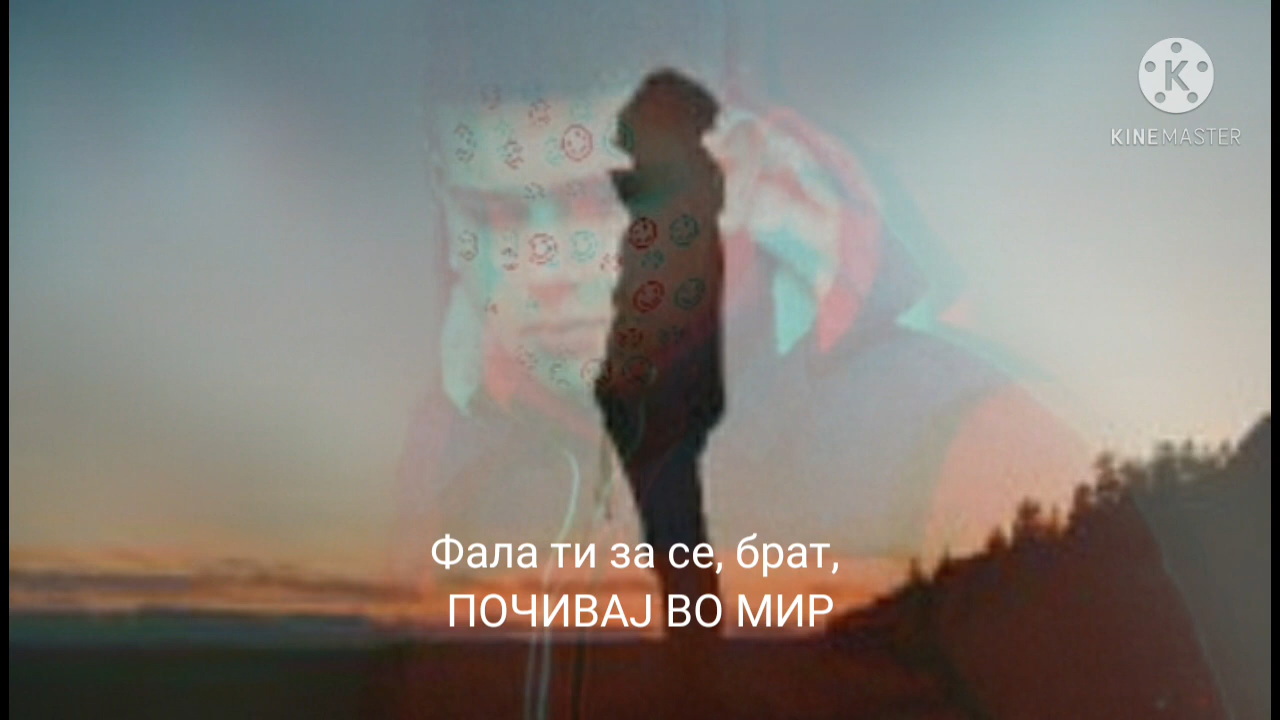 KINEMASTER
Фала ти за се, брат,
ПОЧИВАЈ ВО МИР